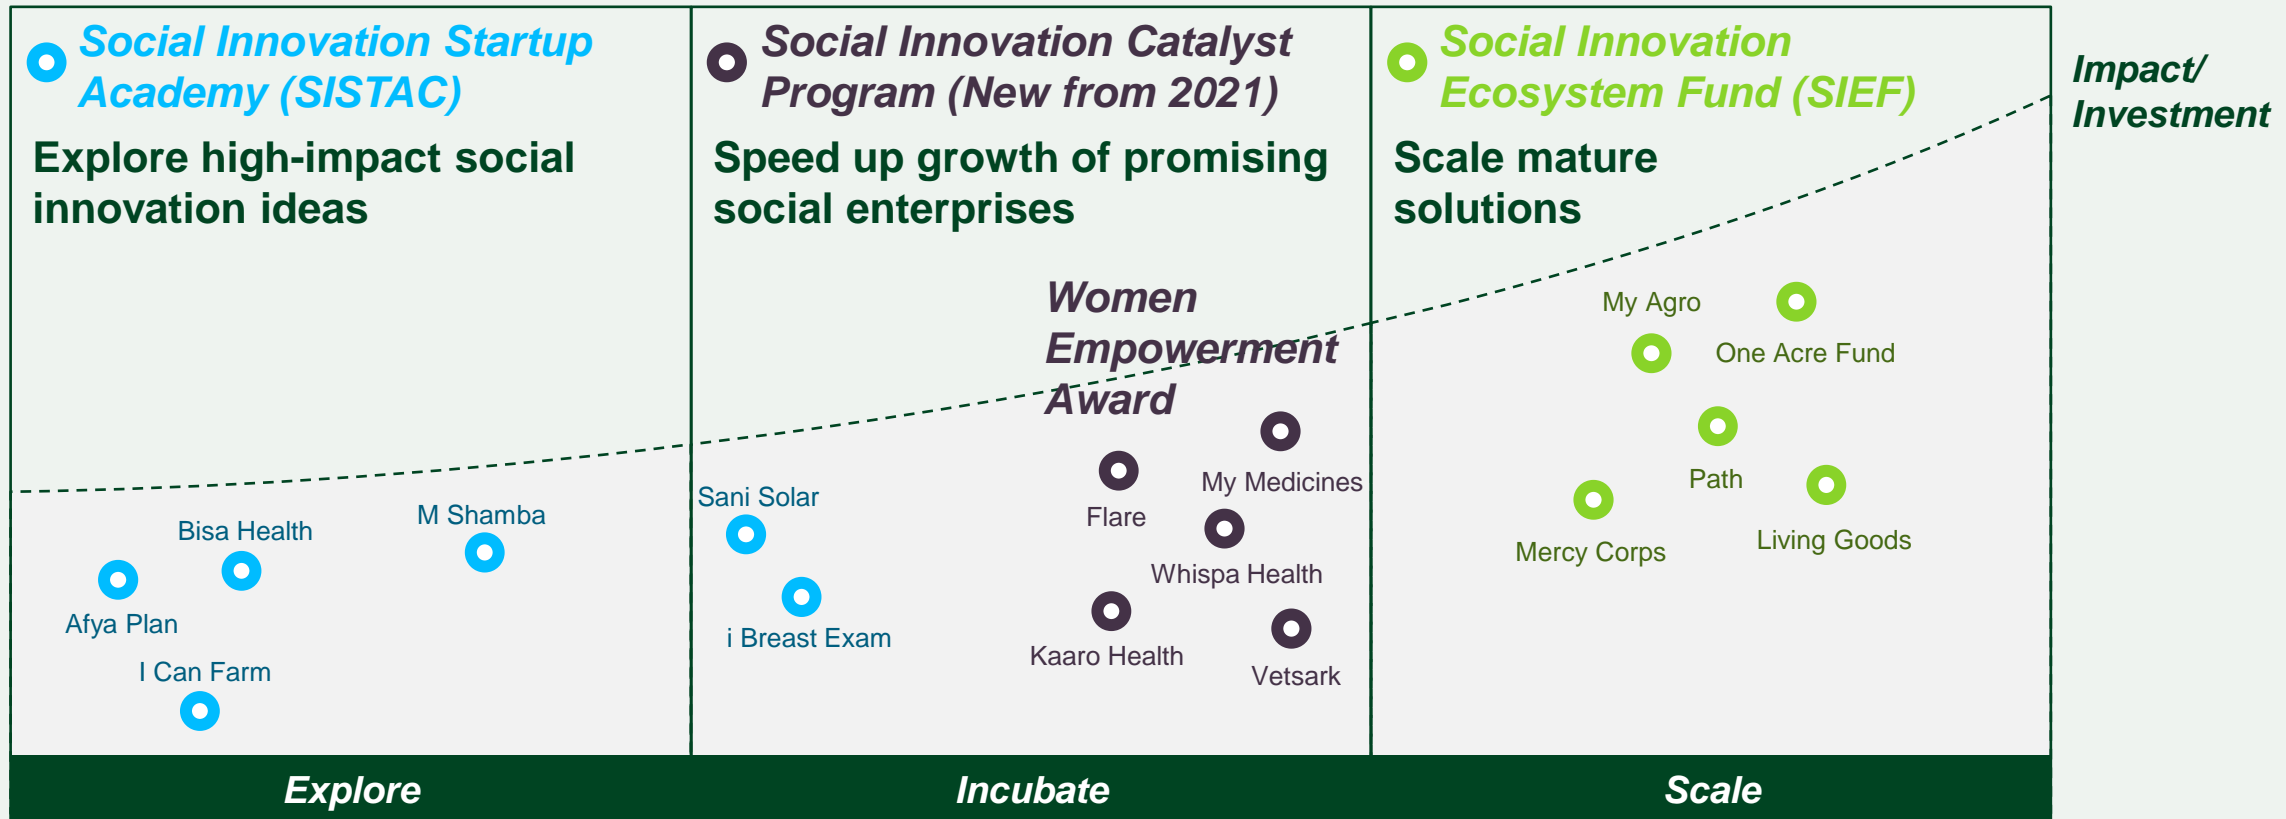 Social Innovation Startup
Academy (SISTAC)
Explore high-impact social
innovation ideas
Social Innovation Catalyst
Program (New from 2021)
Speed up growth of promising
social enterprises
Social Innovation
Ecosystem Fund (SIEF)
Scale mature
solutions
Impact/
Investment
Women
Empowerment
Award
Bisa Health
M Shamba
Afya Plan
I Can Farm
Sani Solar
i Breast Exam
My Medicines
Flare
Whispa Health
Kaaro Health
Vetsark
My Agro
One Acre Fund
Path
Mercy Corps
Living Goods
Explore
Incubate
Scale